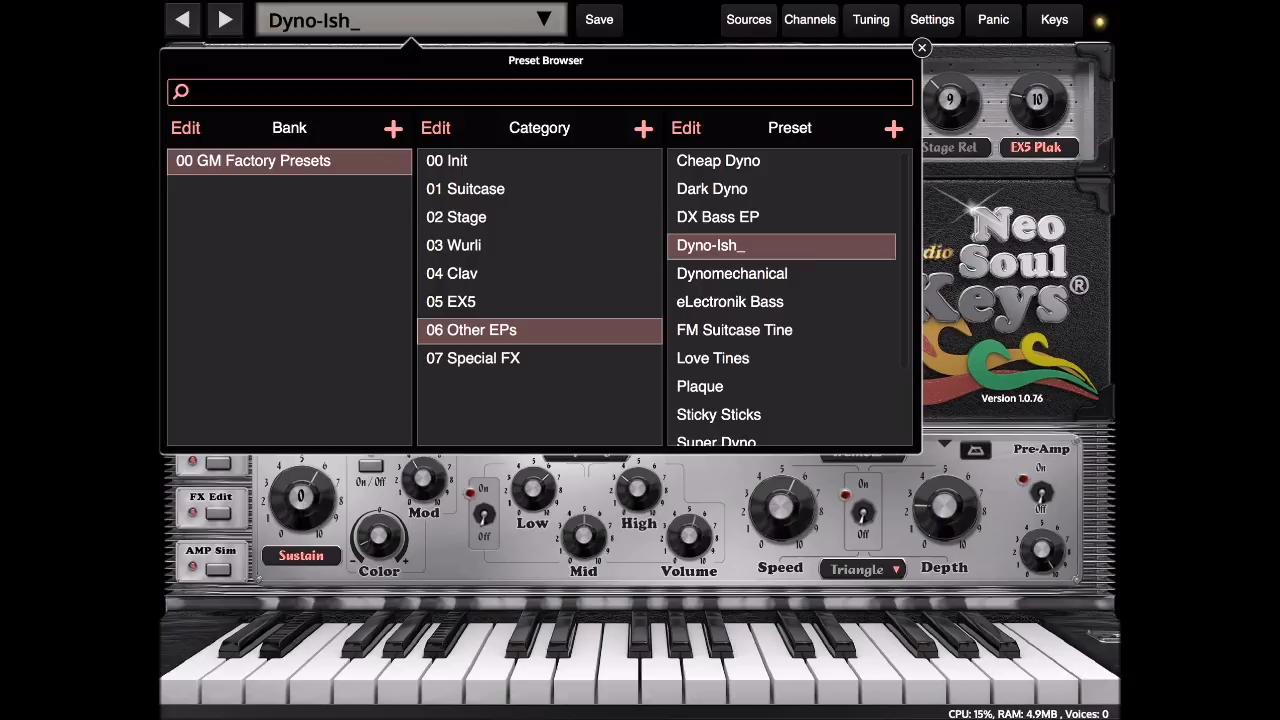 Dyno-Ish_
Save
Sources
Channels
Tuning
Settings
Panic
Keys
Preset Browser
Edit Bank + Edit Category + Edit Preset +
00 GM Factory Presets
00 Init
01 Suitcase
02 Stage
03 Wurli
04 Clav
05 EX5
06 Other EPs
07 Special FX
Cheap Dyno
Dark Dyno
DX Bass EP
Dyno-Ish_
Dynomechanical
eLectronik Bass
FM Suitcase Tine
Love Tines
Plaque
Sticky Sticks
Super Dyno
9 10
Stage Rel EX5 Plak
Neo
Soul
Keys®
Version 1.0.76
FX Edit
AMP Sim
0
Sustain
On / Off
Mod
Color
On
Off
Low
Mid
High
Volume
Speed
On
Off
Triangle
Depth
Pre-Amp
On
Off
CPU: 15%, RAM: 4.9MB , Voices: 0